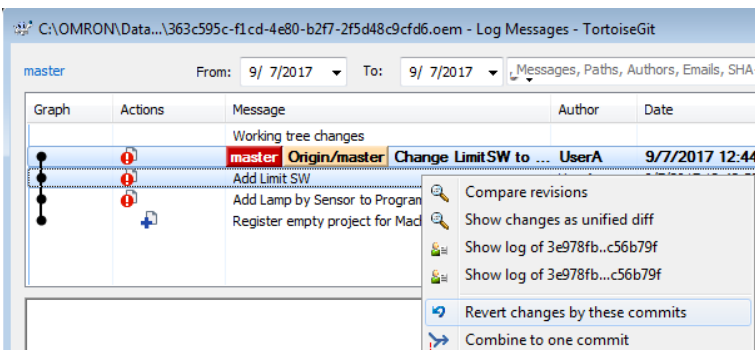 C:\OMRON\Data...\363c595c-f1cd-4e80-b2f7-2f5d48c9cfd6.oem - Log Messages - TortoiseGit
master From: 9/ 7/2017 To: 9/ 7/2017 Messages, Paths, Authors, Emails, SHA
Graph Actions Message Author Date
Working tree changes
master Origin/master Change LimitSW to ... UserA 9/7/2017 12:44
Add Limit SW
Add Lamp by Sensor to Program
Register empty project for Mach
Compare revisions
Show changes as unified diff
Show log of 3e978fb..c56b79f
Show log of 3e978fb...c56b79f
Revert changes by these commits
Combine to one commit